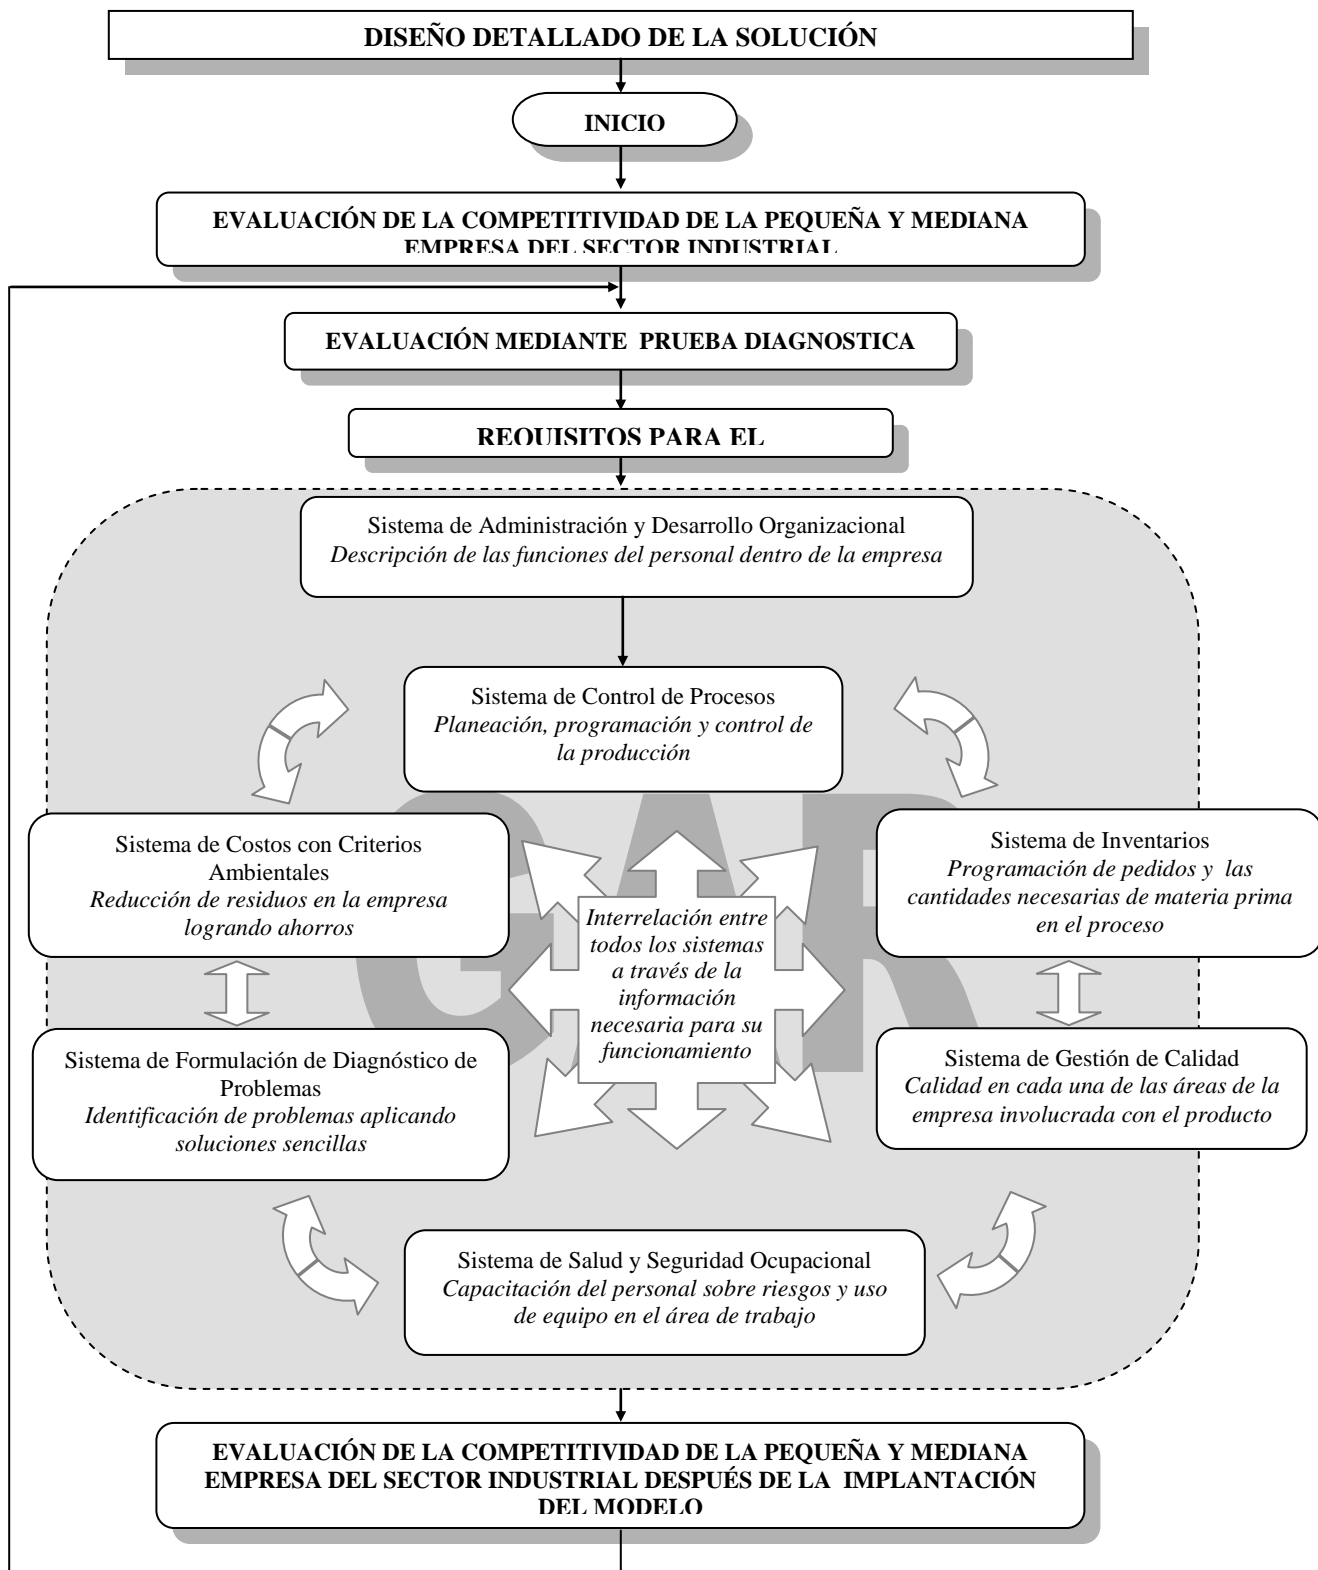 DISEÑO DETALLADO DE LA SOLUCIÓN
INICIO
EVALUACIÓN DE LA COMPETITIVIDAD DE LA PEQUEÑA Y MEDIANA
EMPRESA DEL SECTOR INDUSTRIAL
EVALUACIÓN MEDIANTE PRUEBA DIAGNOSTICA
REQUISITOS PARA EL
Sistema de Administración y Desarrollo Organizacional
Descripción de las funciones del personal dentro de la empresa
Sistema de Control de Procesos
Planeación, programación y control de
la producción
Sistema de Costos con Criterios
Ambientales
Reducción de residuos en la empresa
logrando ahorros
Sistema de Inventarios
Programación de pedidos y las
cantidades necesarias de materia prima
en el proceso
GAR
Interrelación entre
todos los sistemas
a través de la
información
necesaria para su
funcionamiento
Sistema de Formulación de Diagnóstico de
Problemas
Identificación de problemas aplicando
soluciones sencillas
Sistema de Gestión de Calidad
Calidad en cada una de las áreas de la
empresa involucrada con el producto
Sistema de Salud y Seguridad Ocupacional
Capacitación del personal sobre riesgos y uso
de equipo en el área de trabajo
EVALUACIÓN DE LA COMPETITIVIDAD DE LA PEQUEÑA Y MEDIANA
EMPRESA DEL SECTOR INDUSTRIAL DESPUÉS DE LA IMPLANTACIÓN
DEL MODELO